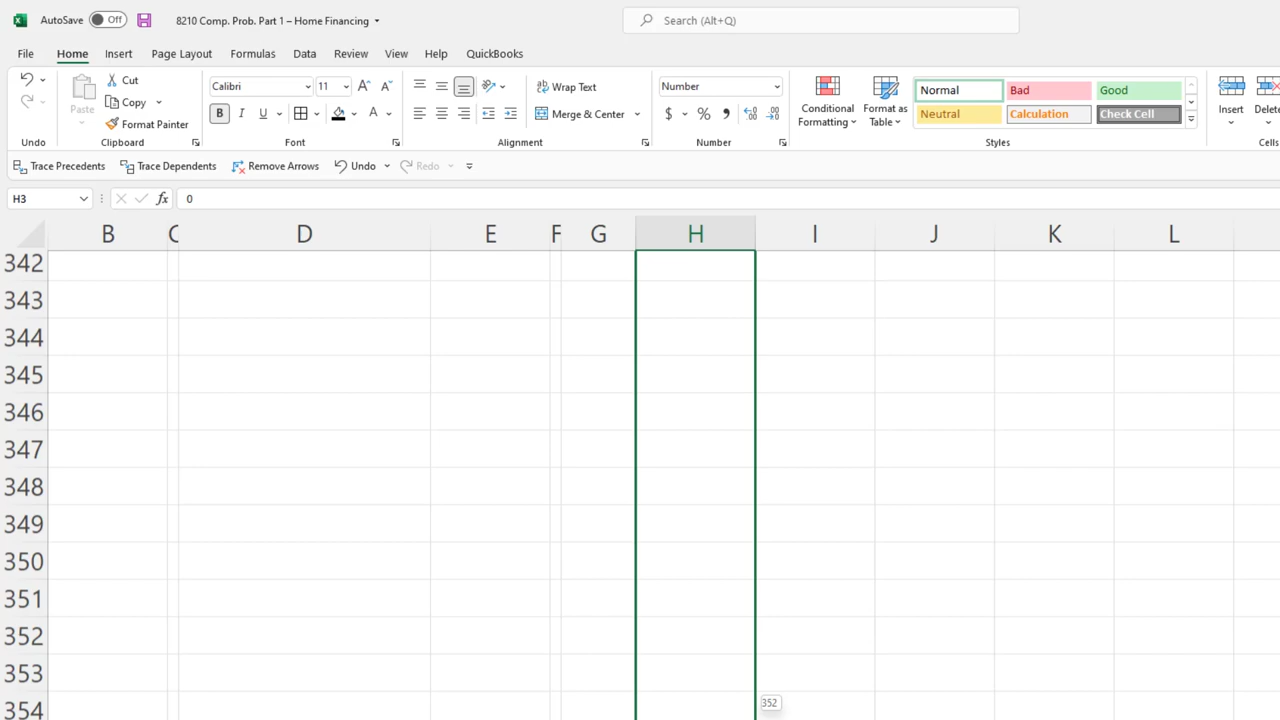 AutoSave Off 8210 Comp. Prob. Part 1 – Home Financing Search (Alt+Q)
File Home Insert Page Layout Formulas Data Review View Help QuickBooks
Paste Cut Copy Format Painter
Calibri 11 A A
B I U A
Wrap Text
Merge & Center
Number
$ % ,
Conditional Formatting
Format as Table
Normal Bad Good
Neutral Calculation Check Cell
Insert Delete
Undo Clipboard Font Alignment Number Styles Cells
Trace Precedents Trace Dependents Remove Arrows Undo Redo
H3 fx 0
B C D E F G H I J K L
342
343
344
345
346
347
348
349
350
351
352
353
354
352